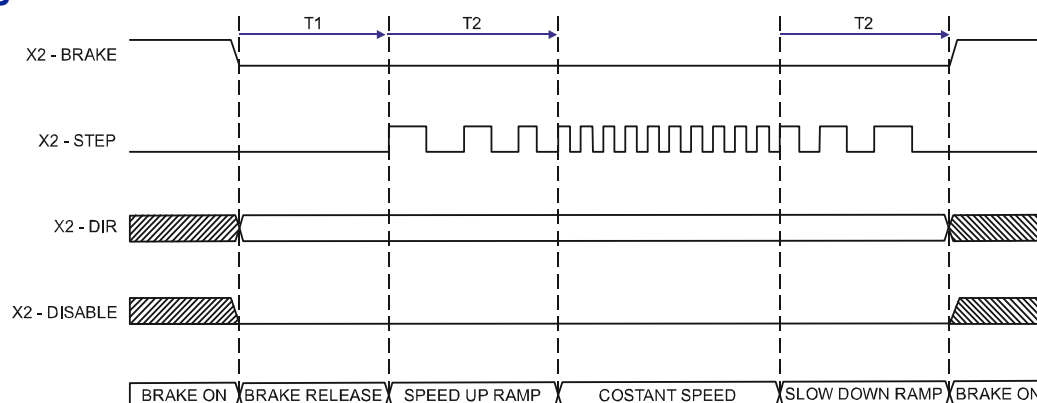 T1 T2 T2
X2 - BRAKE
X2 - STEP
X2 - DIR
X2 - DISABLE
BRAKE ON BRAKE RELEASE SPEED UP RAMP COSTANT SPEED SLOW DOWN RAMP BRAKE ON